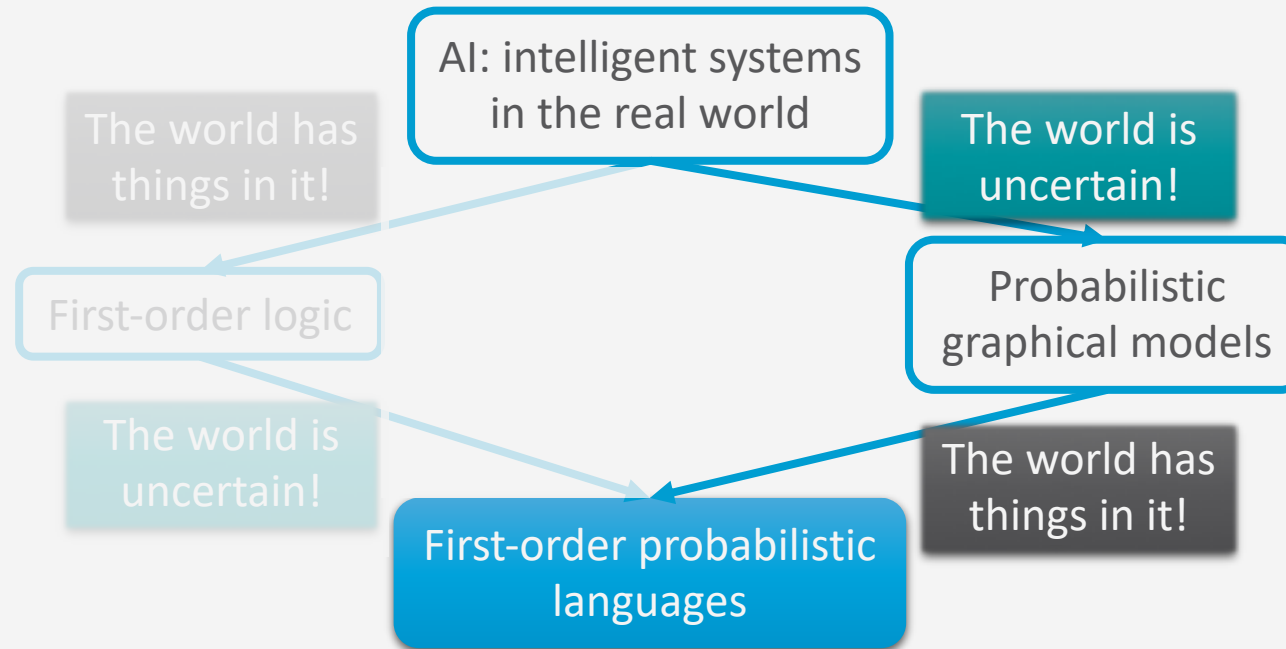 AI: intelligent systems
in the real world
The world has
things in it!
The world is
uncertain!
First-order logic
Probabilistic
graphical models
The world is
uncertain!
The world has
things in it!
First-order probabilistic
languages